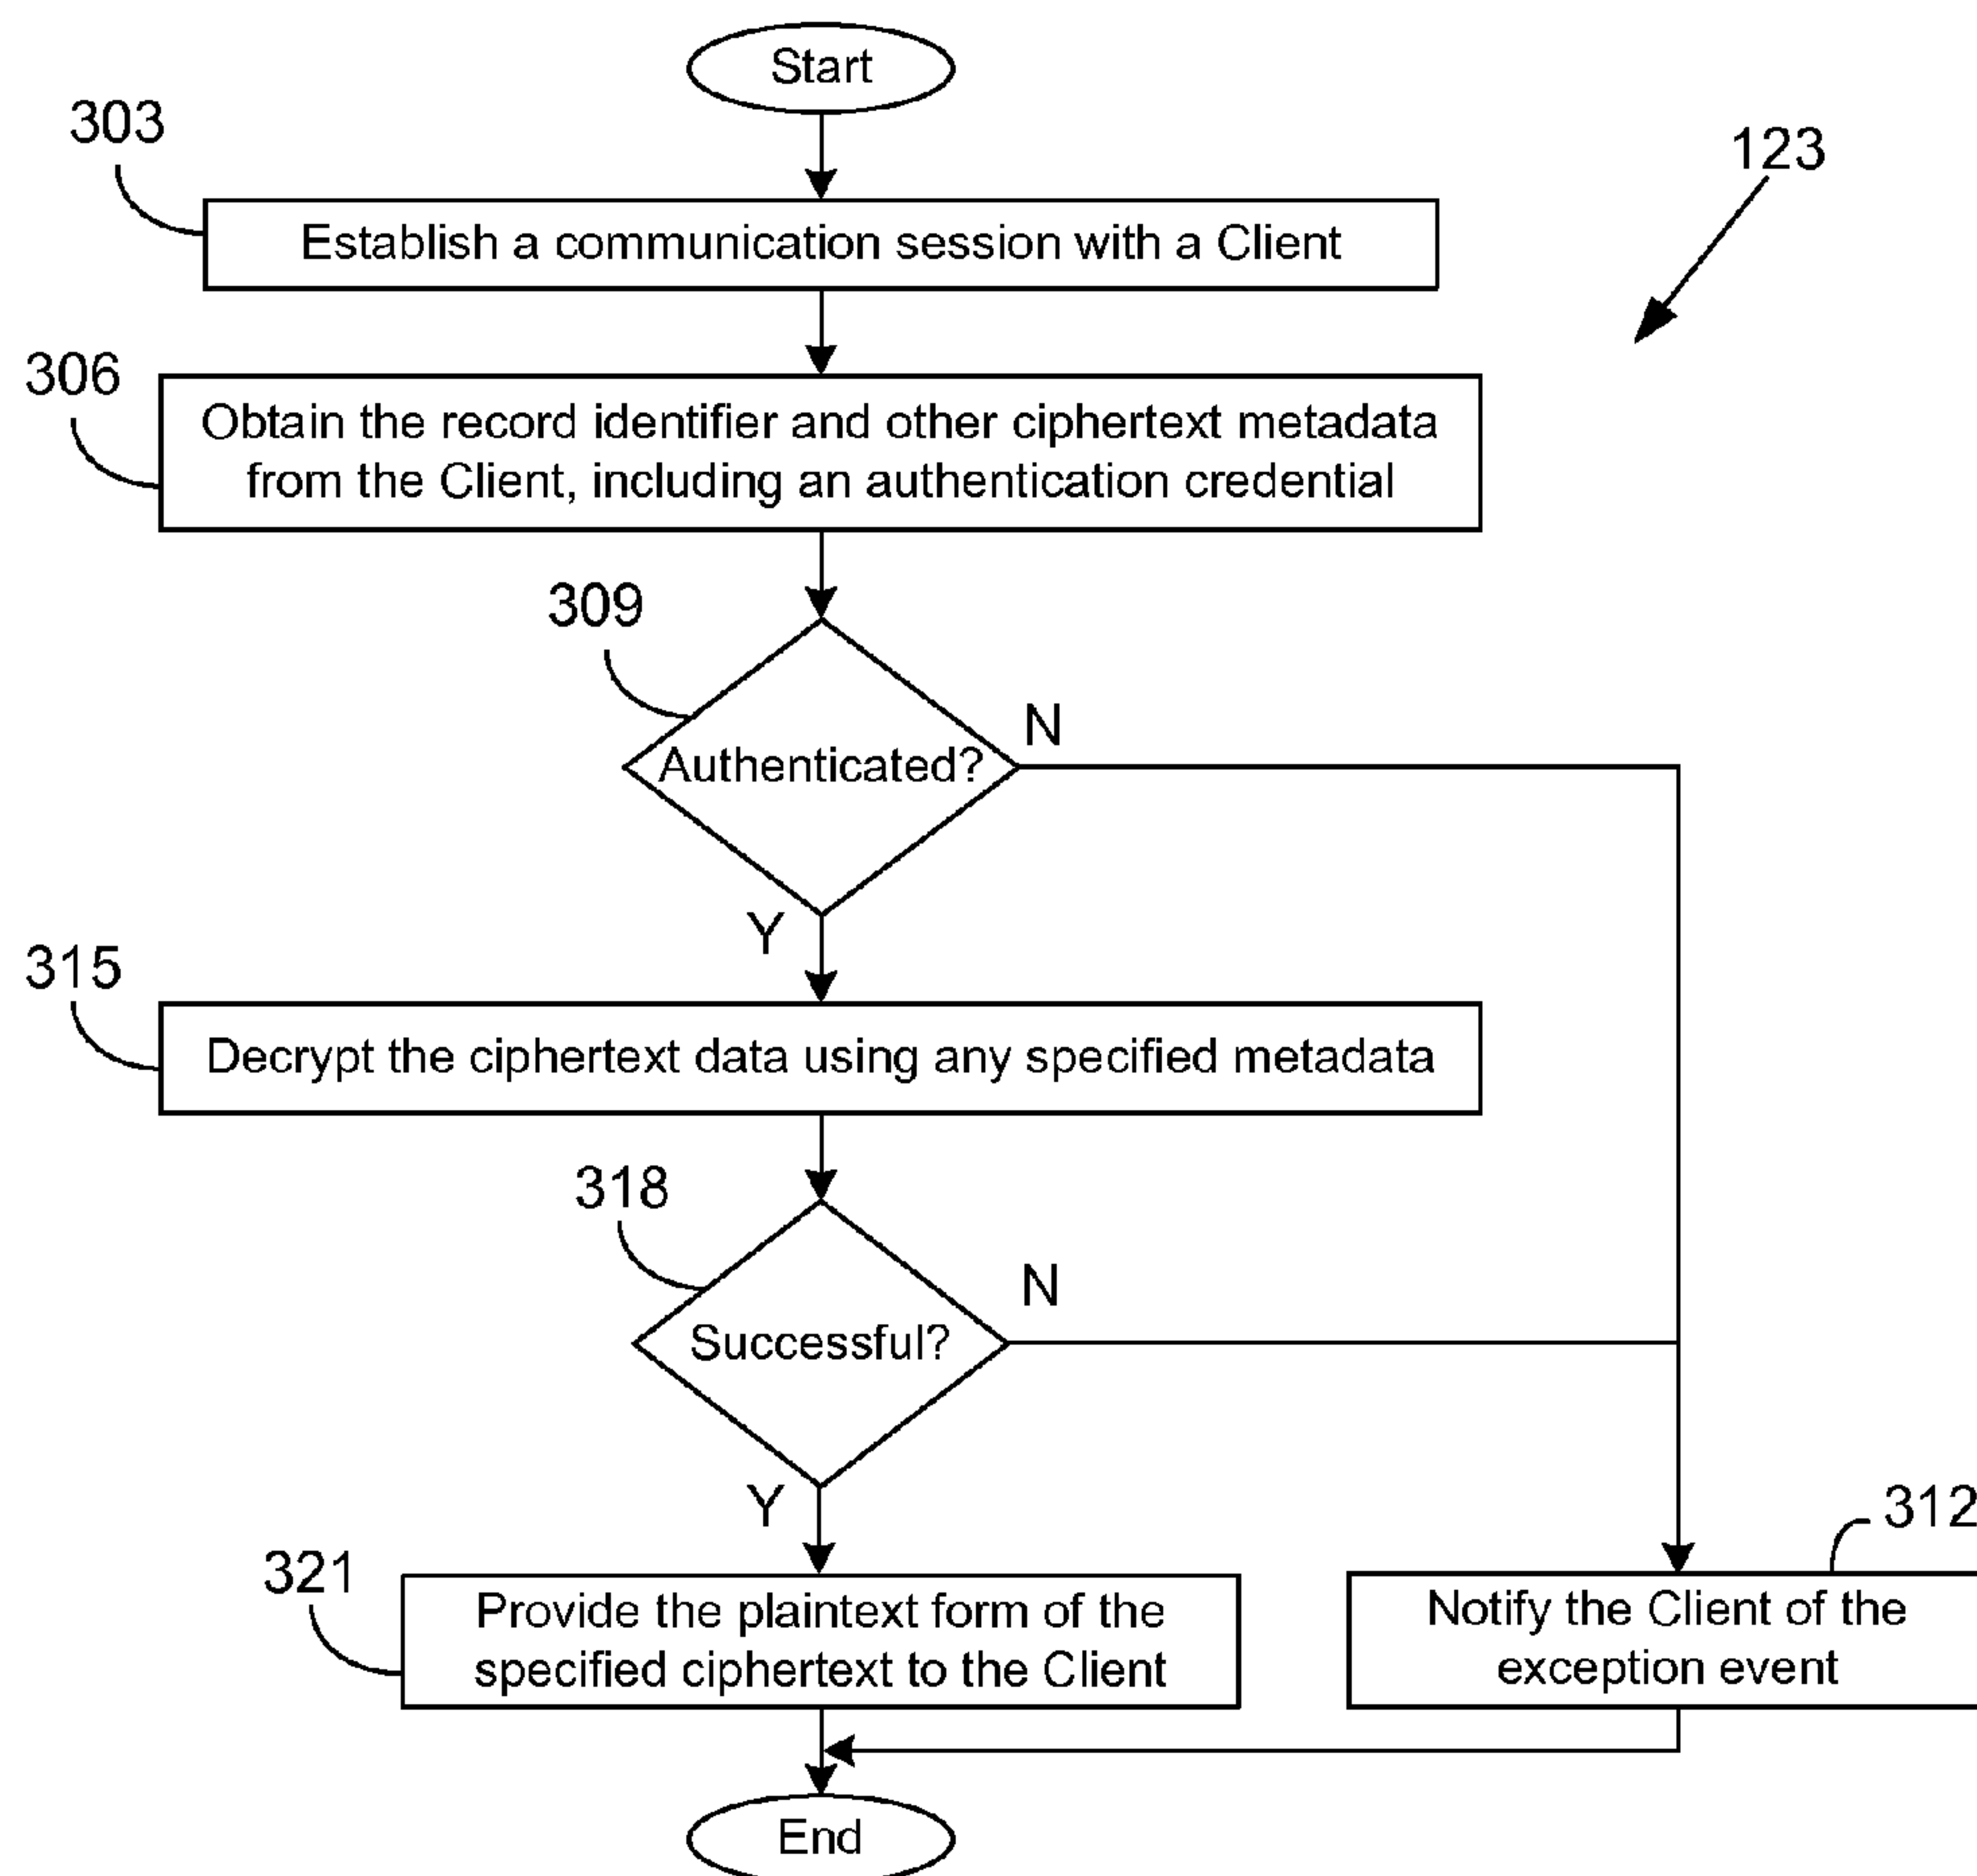 Start
303
123
Establish a communication session with a Client
306
Obtain the record identifier and other ciphertext metadata
from the Client, including an authentication credential
309
N
Authenticated?
Y
315
Decrypt the ciphertext data using any specified metadata
318
N
Successful?
Y
312
321
Provide the plaintext form of the
specified ciphertext to the Client
Notify the Client of the
exception event
End